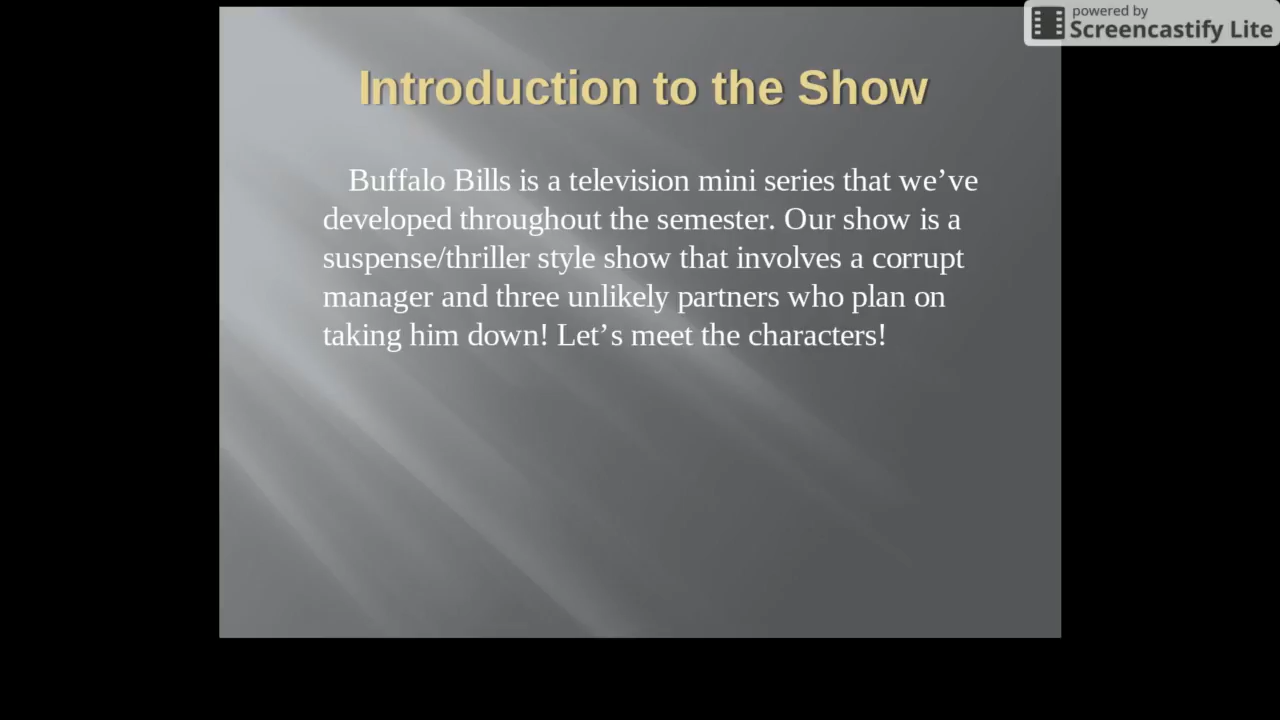 powered by
Screencastify Lite
Introduction to the Show
Buffalo Bills is a television mini series that we’ve
developed throughout the semester. Our show is a
suspense/thriller style show that involves a corrupt
manager and three unlikely partners who plan on
taking him down! Let’s meet the characters!